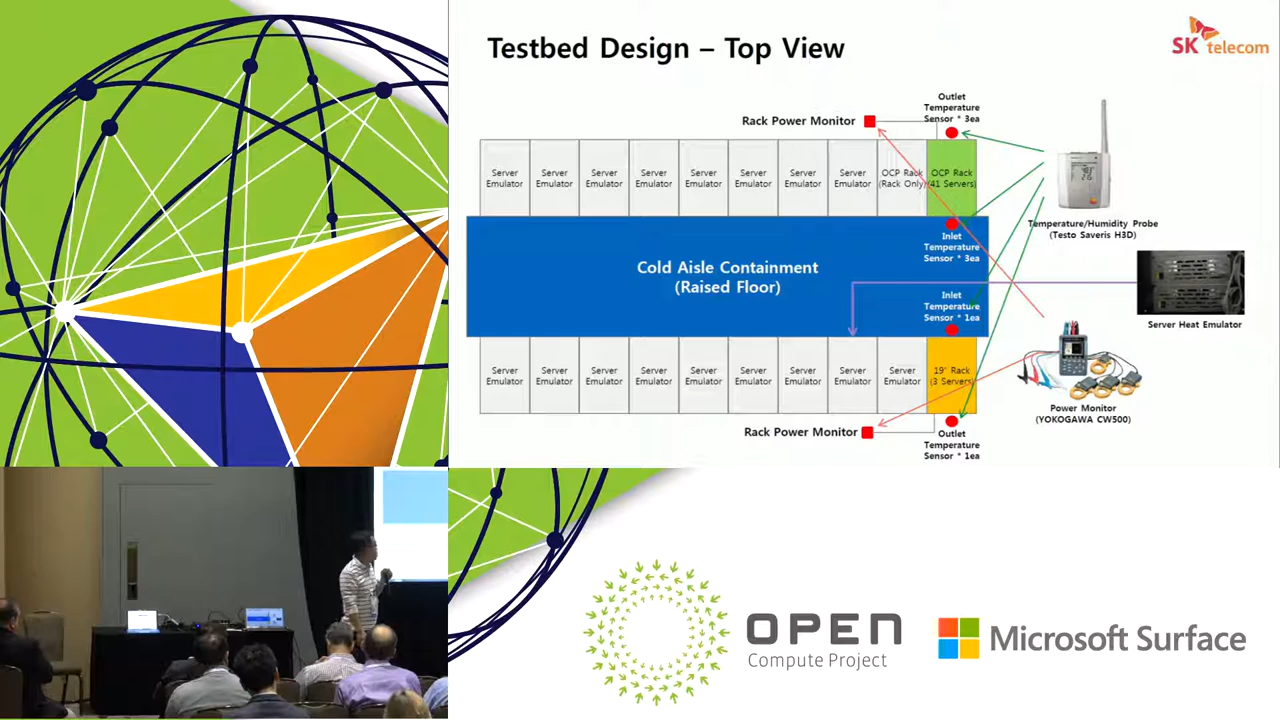 Testbed Design – Top View
SK telecom
Outlet
Temperature
Sensor * 3ea
Rack Power Monitor
Server
Emulator
Server
Emulator
Server
Emulator
Server
Emulator
Server
Emulator
Server
Emulator
Server
Emulator
Server
Emulator
OCP Rack
(Rack Only)
OCP Rack
(41 Servers)
Temperature/Humidity Probe
(Testo Saveris H3D)
Inlet
Temperature
Sensor * 3ea
Cold Aisle Containment
(Raised Floor)
Inlet
Temperature
Sensor * 1ea
Server Heat Emulator
Server
Emulator
Server
Emulator
Server
Emulator
Server
Emulator
Server
Emulator
Server
Emulator
Server
Emulator
Server
Emulator
Server
Emulator
19" Rack
(3 Servers)
Power Monitor
(YOKOGAWA CW500)
Rack Power Monitor
Outlet
Temperature
Sensor * 1ea
OPEN
Compute Project
Microsoft Surface